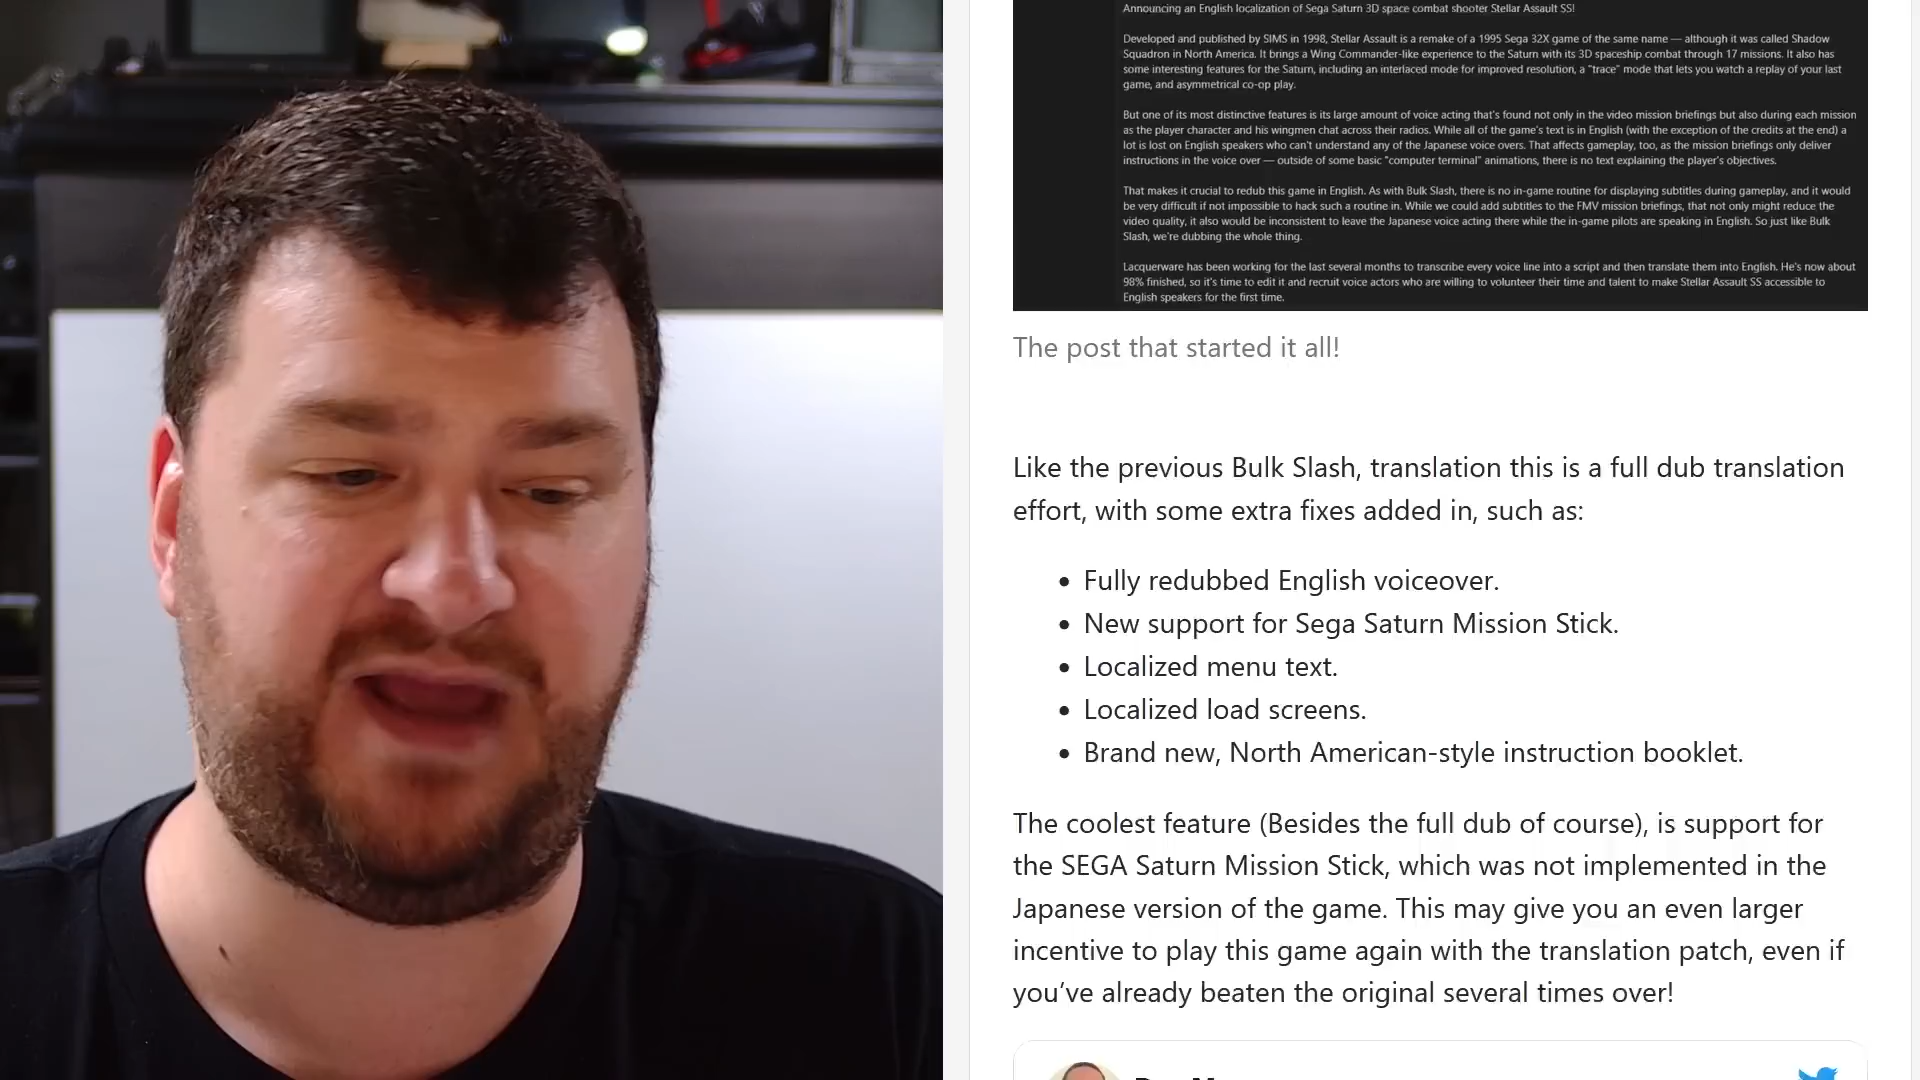 Announcing an English localization of Sega Saturn 3D space combat shooter Stellar Assault SS!
Developed and published by SIMS in 1998, Stellar Assault is a remake of a 1995 Sega 32X game of the same name — although it was called Shadow
Squadron in North America. It brings a Wing Commander-like experience to the Saturn with its 3D spaceship combat through 17 missions. It also has
some interesting features for the Saturn, including an interlaced mode for improved resolution, a "trace" mode that lets you watch a replay of your last
game, and asymmetrical co-op play.
But one of its most distinctive features is its large amount of voice acting that's found not only in the video mission briefings but also during each mission
as the player character and his wingmen chat across their radios. While all of the game's text is in English (with the exception of the credits at the end) a
lot is lost on English speakers who can't understand any of the Japanese voice overs. That affects gameplay, too, as the mission briefings only deliver
instructions in the voice over — outside of some basic "computer terminal" animations, there is no text explaining the player's objectives.
That makes it crucial to redub this game in English. As with Bulk Slash, there is no in-game routine for displaying subtitles during gameplay, and it would
be very difficult if not impossible to hack such a routine in. While we could add subtitles to the FMV mission briefings, that not only might reduce the
video quality, it also would be inconsistent to leave the Japanese voice acting there while the in-game pilots are speaking in English. So just like Bulk
Slash, we're dubbing the whole thing.
Lacquerware has been working for the last several months to transcribe every voice line into a script and then translate them into English. He's now about
98% finished, so it's time to edit it and recruit voice actors who are willing to volunteer their time and talent to make Stellar Assault SS accessible to
English speakers for the first time.
The post that started it all!
Like the previous Bulk Slash, translation this is a full dub translation
effort, with some extra fixes added in, such as:
• Fully redubbed English voiceover.
• New support for Sega Saturn Mission Stick.
• Localized menu text.
• Localized load screens.
• Brand new, North American-style instruction booklet.
The coolest feature (Besides the full dub of course), is support for
the SEGA Saturn Mission Stick, which was not implemented in the
Japanese version of the game. This may give you an even larger
incentive to play this game again with the translation patch, even if
you've already beaten the original several times over!